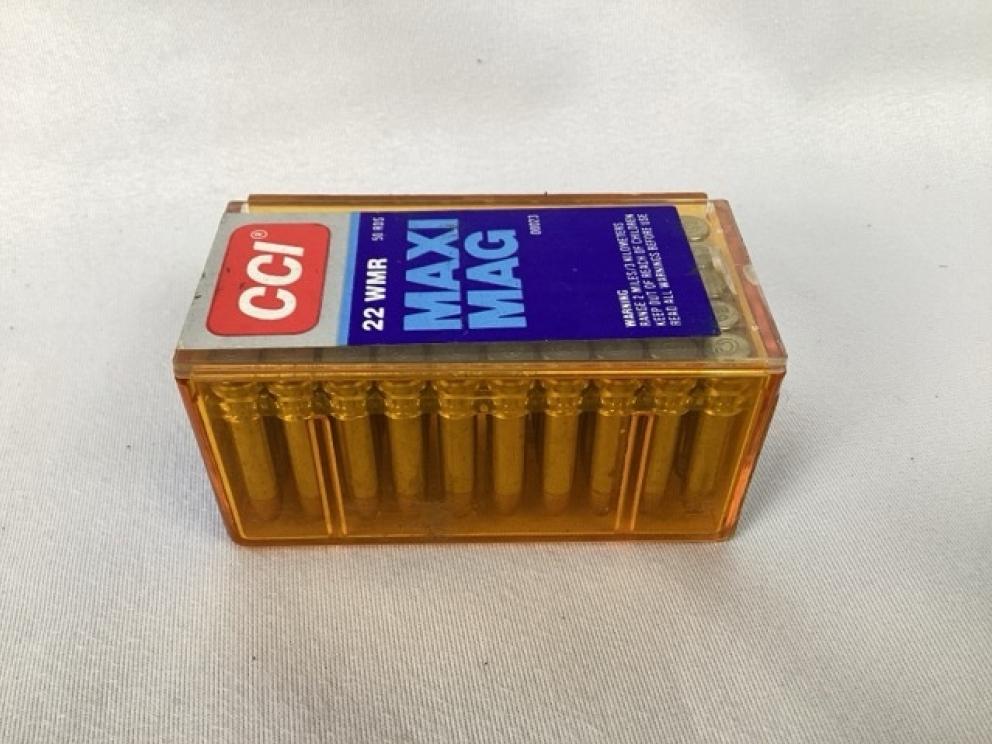 CCI®
22 WMR 50 RDS
MAXI
MAG
00023
WARNING
RANGE 2 MILES/3 KILOMETERS
KEEP OUT OF REACH OF CHILDREN
READ ALL WARNINGS BEFORE USE